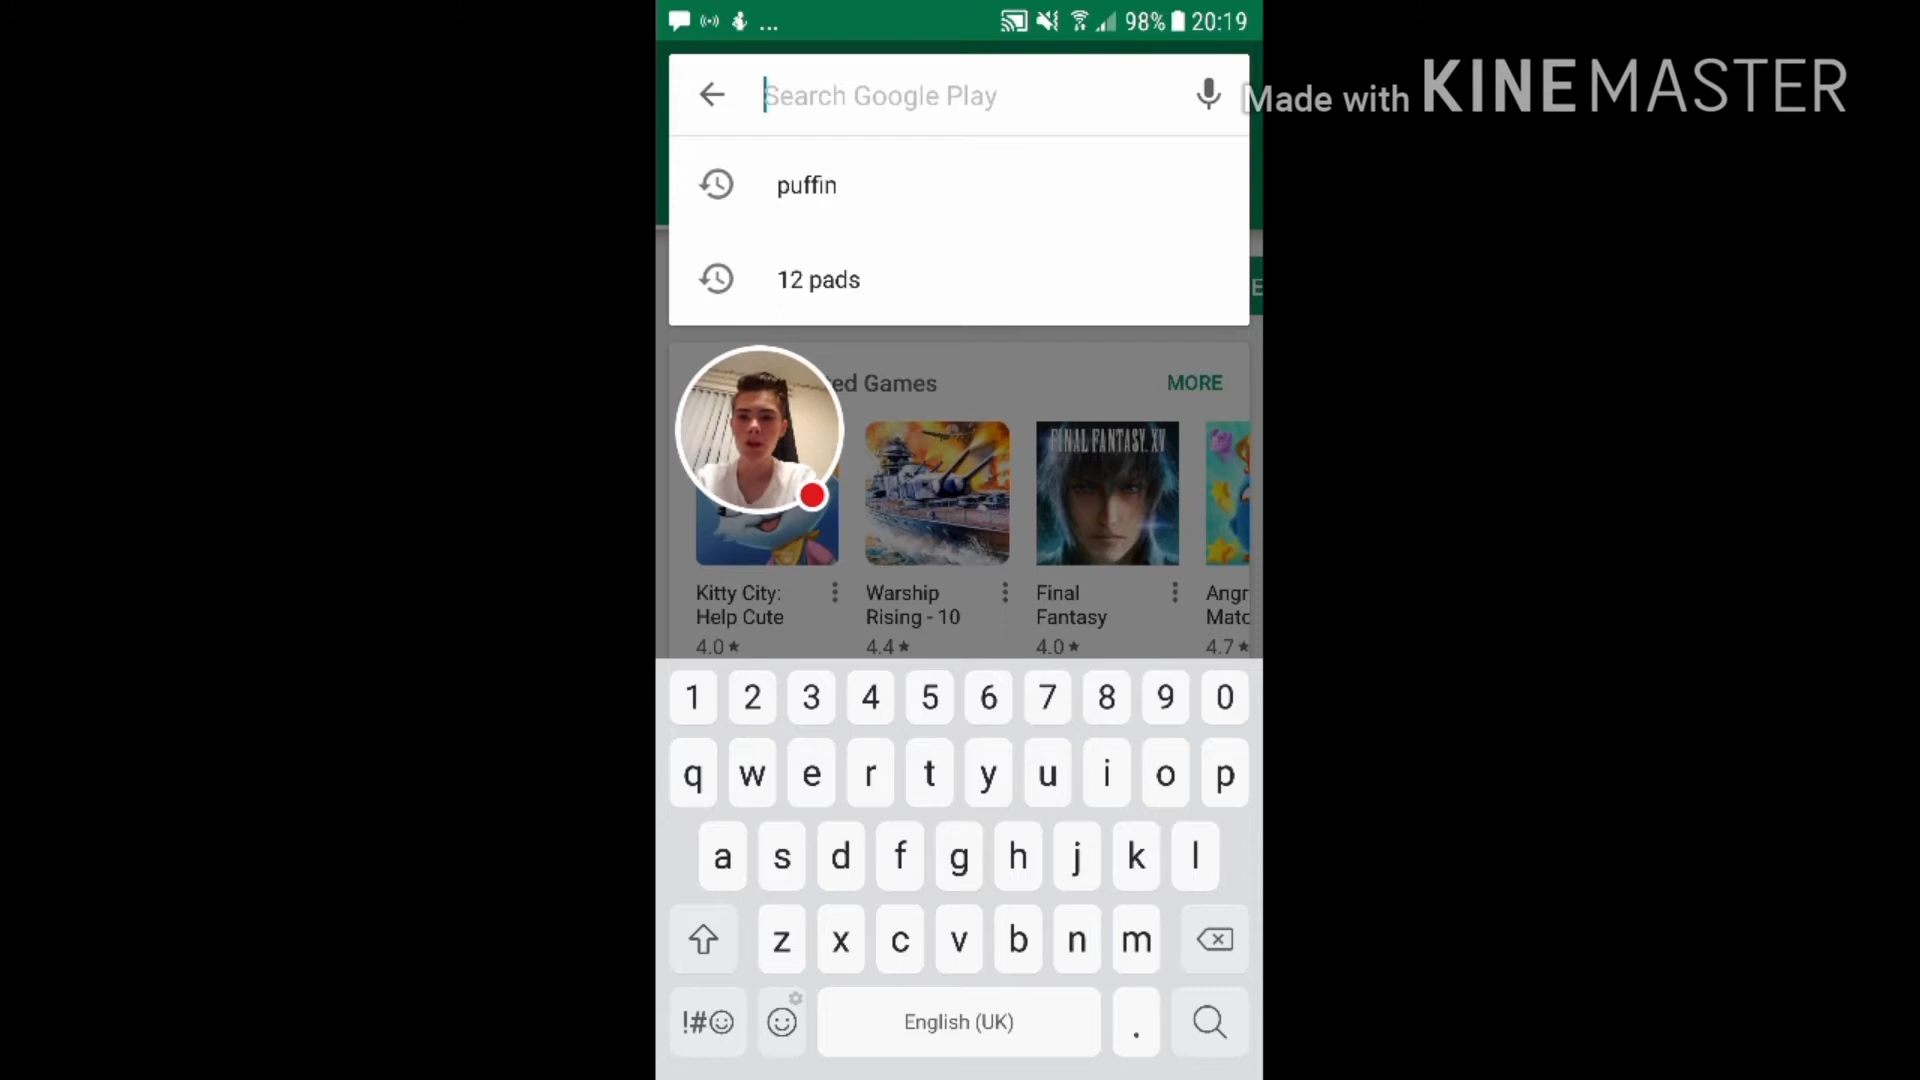 ... 98% 20:19
Search Google Play
Made with KINEMASTER
puffin
12 pads
E
ed Games MORE
FINAL FANTASY XV
Kitty City: Help Cute
4.0★
Warship Rising - 10
4.4★
Final Fantasy
4.0★
Angr Matc
4.7★
1 2 3 4 5 6 7 8 9 0
q w e r t y u i o p
a s d f g h j k l
z x c v b n m
!#☺ English (UK) .